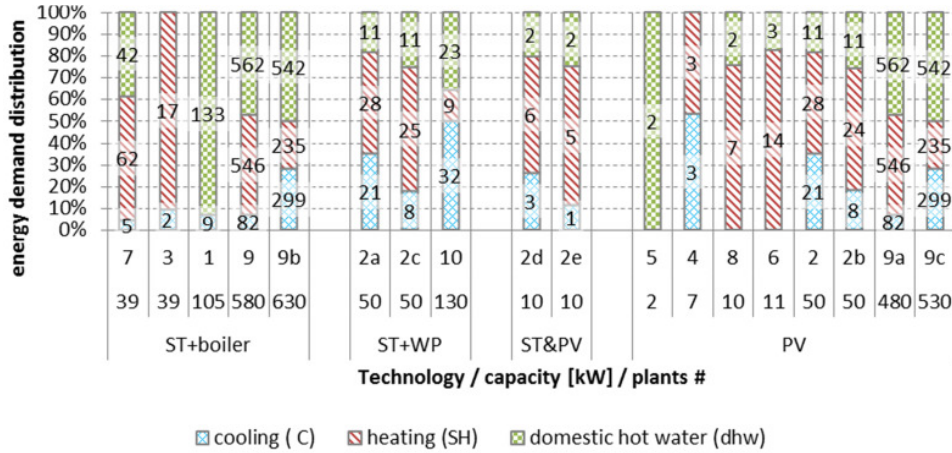 energy demand distribution
100%
90%
80%
70%
60%
50%
40%
30%
20%
10%
0%
42 562 542 11 11 23 2 2 3 2 3 11 11 562 542
17 133 28 9 6 2 28
62 546 235 25 5 3 7 14 24 546 235
5 2 9 82 299 21 8 32 3 1 21 8 82 299
7 3 1 9 9b 2a 2c 10 2d 2e 5 4 8 6 2 2b 9a 9c
39 39 105 580 630 50 50 130 10 10 2 7 10 11 50 50 480 530
ST+boiler ST+WP ST&PV PV
Technology / capacity [kW] / plants #
cooling ( C) heating (SH) domestic hot water (dhw)